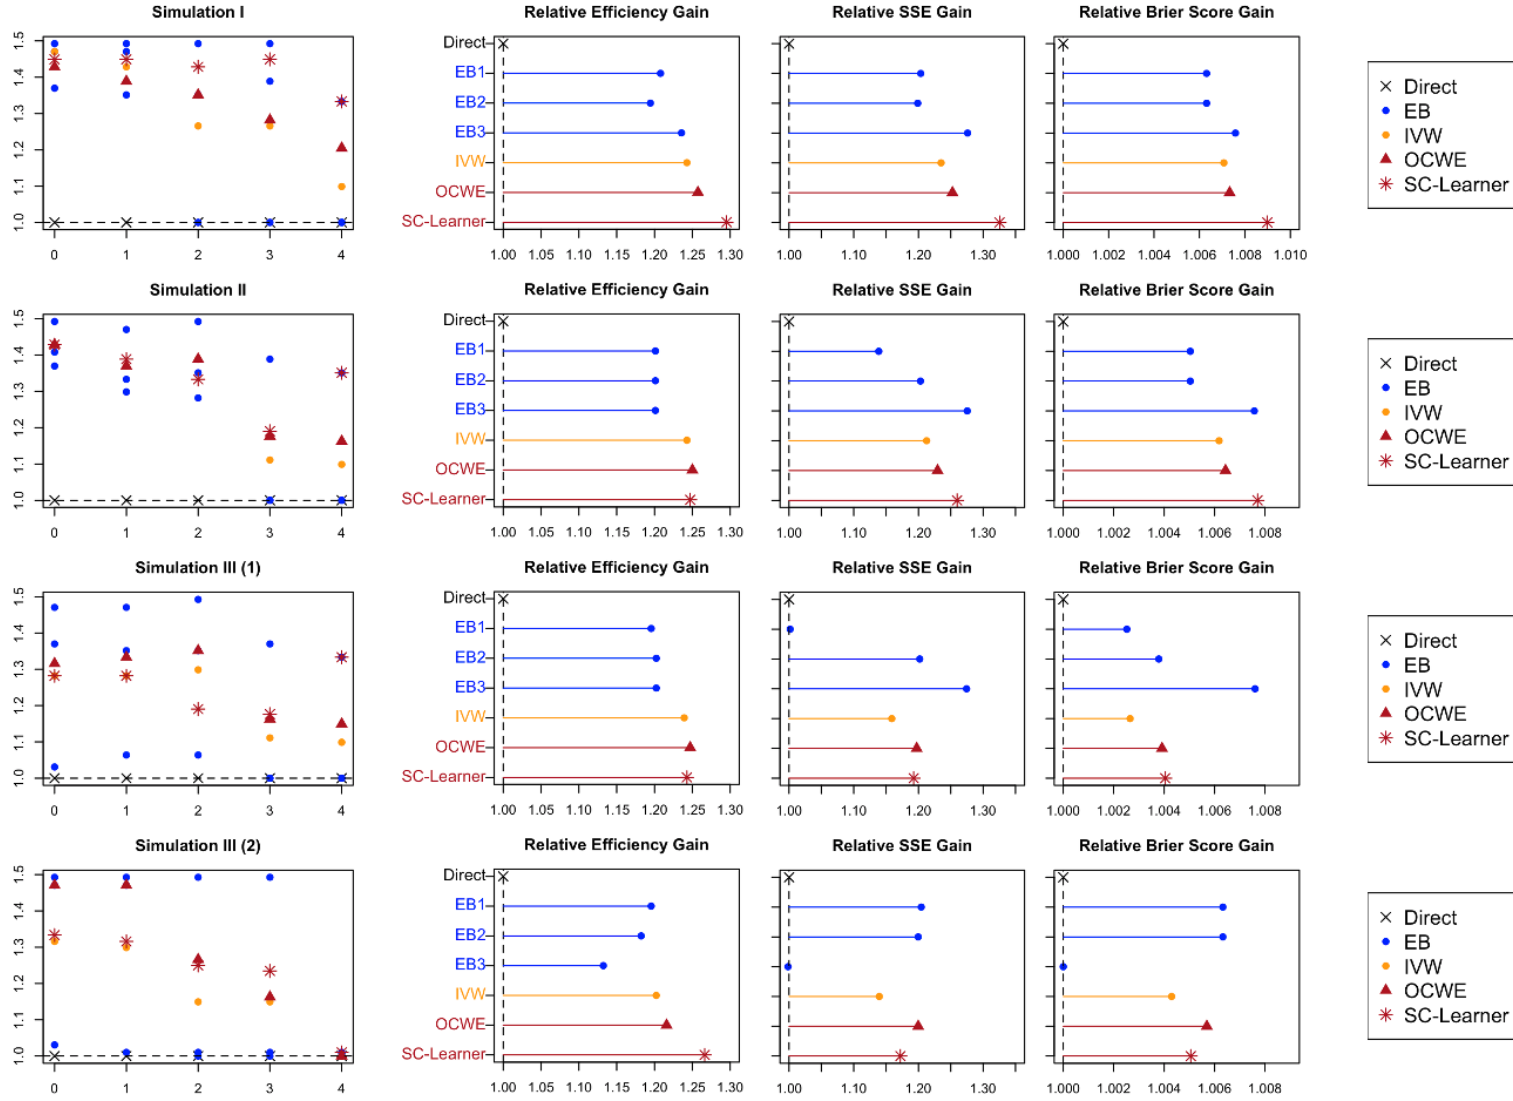 Simulation I
Relative Efficiency Gain
Relative SSE Gain
Relative Brier Score Gain
1.5
1.4
1.3
1.2
1.1
1.0
0 1 2 3 4
Direct
EB1
EB2
EB3
IVW
OCWE
SC-Learner
1.00 1.05 1.10 1.15 1.20 1.25 1.30
1.00 1.10 1.20 1.30
1.000 1.002 1.004 1.006 1.008 1.010
Direct
EB
IVW
OCWE
SC-Learner
Simulation II
Relative Efficiency Gain
Relative SSE Gain
Relative Brier Score Gain
1.5
1.4
1.3
1.2
1.1
1.0
0 1 2 3 4
Direct
EB1
EB2
EB3
IVW
OCWE
SC-Learner
1.00 1.05 1.10 1.15 1.20 1.25 1.30
1.00 1.10 1.20 1.30
1.000 1.002 1.004 1.006 1.008
Direct
EB
IVW
OCWE
SC-Learner
Simulation III (1)
Relative Efficiency Gain
Relative SSE Gain
Relative Brier Score Gain
1.5
1.4
1.3
1.2
1.1
1.0
0 1 2 3 4
Direct
EB1
EB2
EB3
IVW
OCWE
SC-Learner
1.00 1.05 1.10 1.15 1.20 1.25 1.30
1.00 1.10 1.20 1.30
1.000 1.002 1.004 1.006 1.008
Direct
EB
IVW
OCWE
SC-Learner
Simulation III (2)
Relative Efficiency Gain
Relative SSE Gain
Relative Brier Score Gain
1.5
1.4
1.3
1.2
1.1
1.0
0 1 2 3 4
Direct
EB1
EB2
EB3
IVW
OCWE
SC-Learner
1.00 1.05 1.10 1.15 1.20 1.25 1.30
1.00 1.10 1.20 1.30
1.000 1.002 1.004 1.006 1.008
Direct
EB
IVW
OCWE
SC-Learner